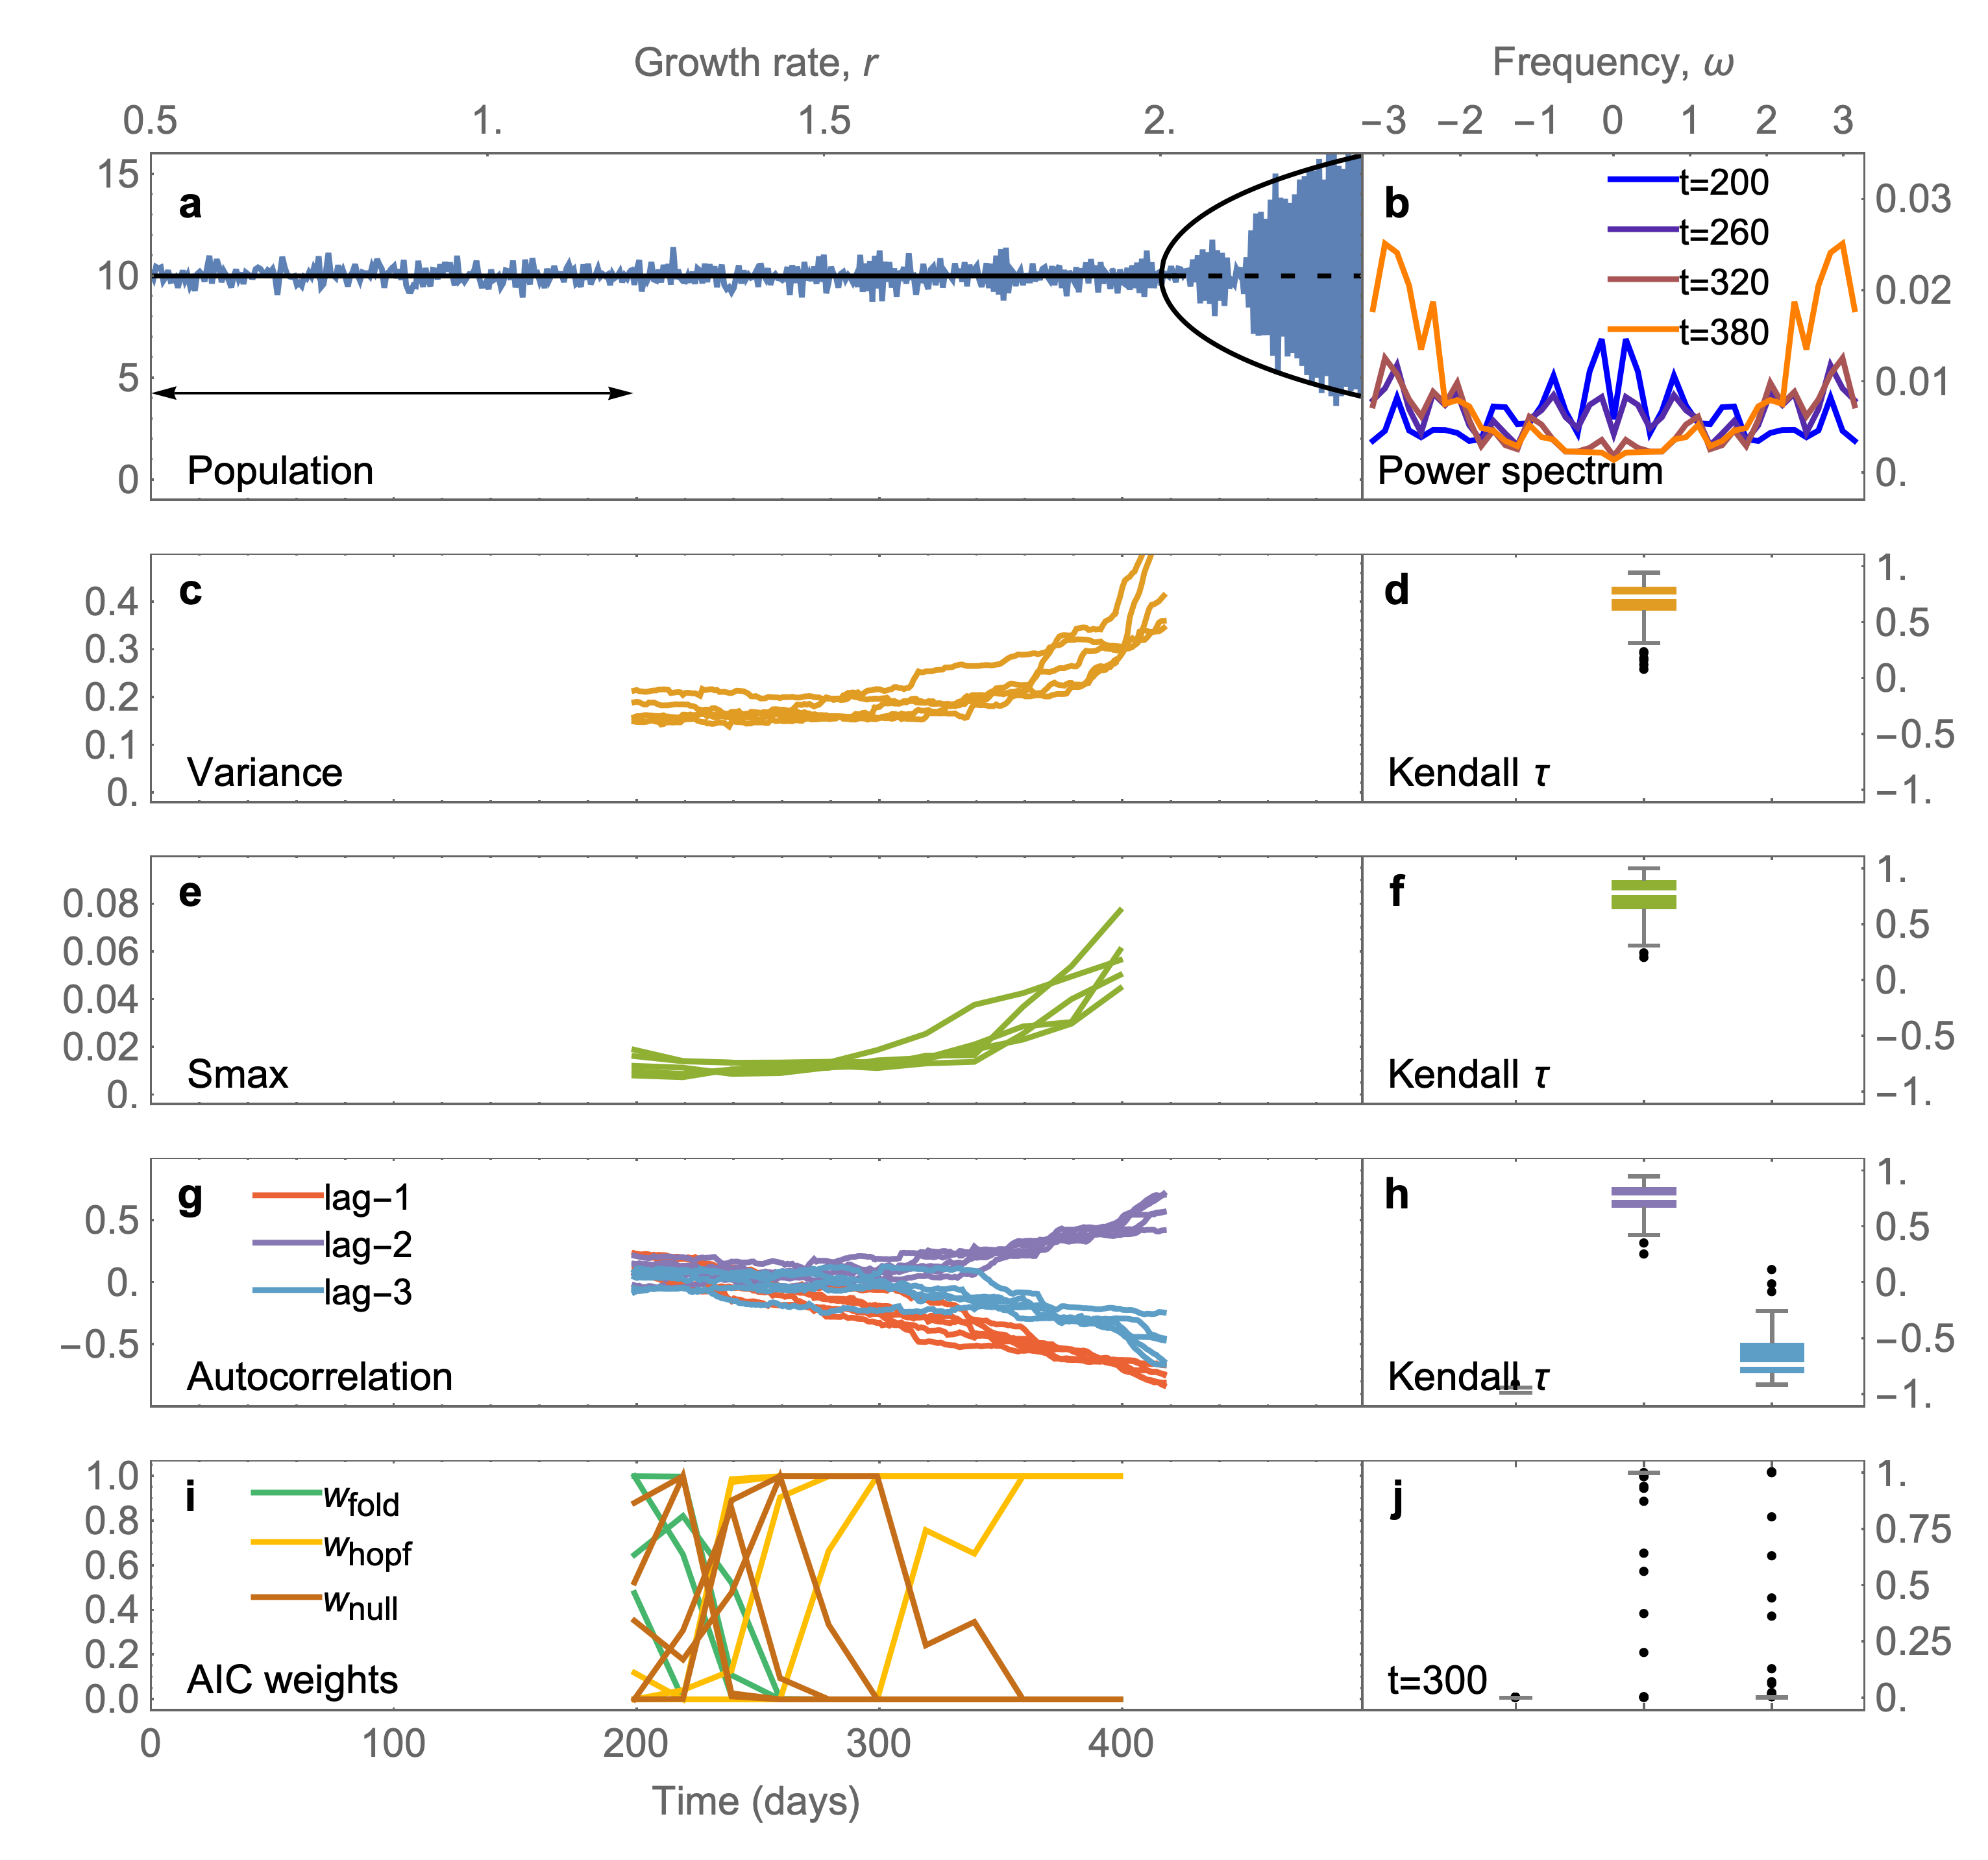 Growth rate, r
Frequency, ω
0.5 1. 1.5 2.
−3 −2 −1 0 1 2 3
a
15
10
5
0
Population
b
t=200
t=260
t=320
t=380
0.03
0.02
0.01
0.
Power spectrum
c
0.4
0.3
0.2
0.1
0.
Variance
d
1.
0.5
0.
−0.5
−1.
Kendall τ
e
0.08
0.06
0.04
0.02
0.
Smax
f
1.
0.5
0.
−0.5
−1.
Kendall τ
g
lag−1
lag−2
lag−3
0.5
0.
−0.5
Autocorrelation
h
1.
0.5
0.
−0.5
−1.
Kendall τ
i
wfold
whopf
wnull
1.0
0.8
0.6
0.4
0.2
0.0
AIC weights
j
1.
0.75
0.5
0.25
0.
t=300
0 100 200 300 400
Time (days)